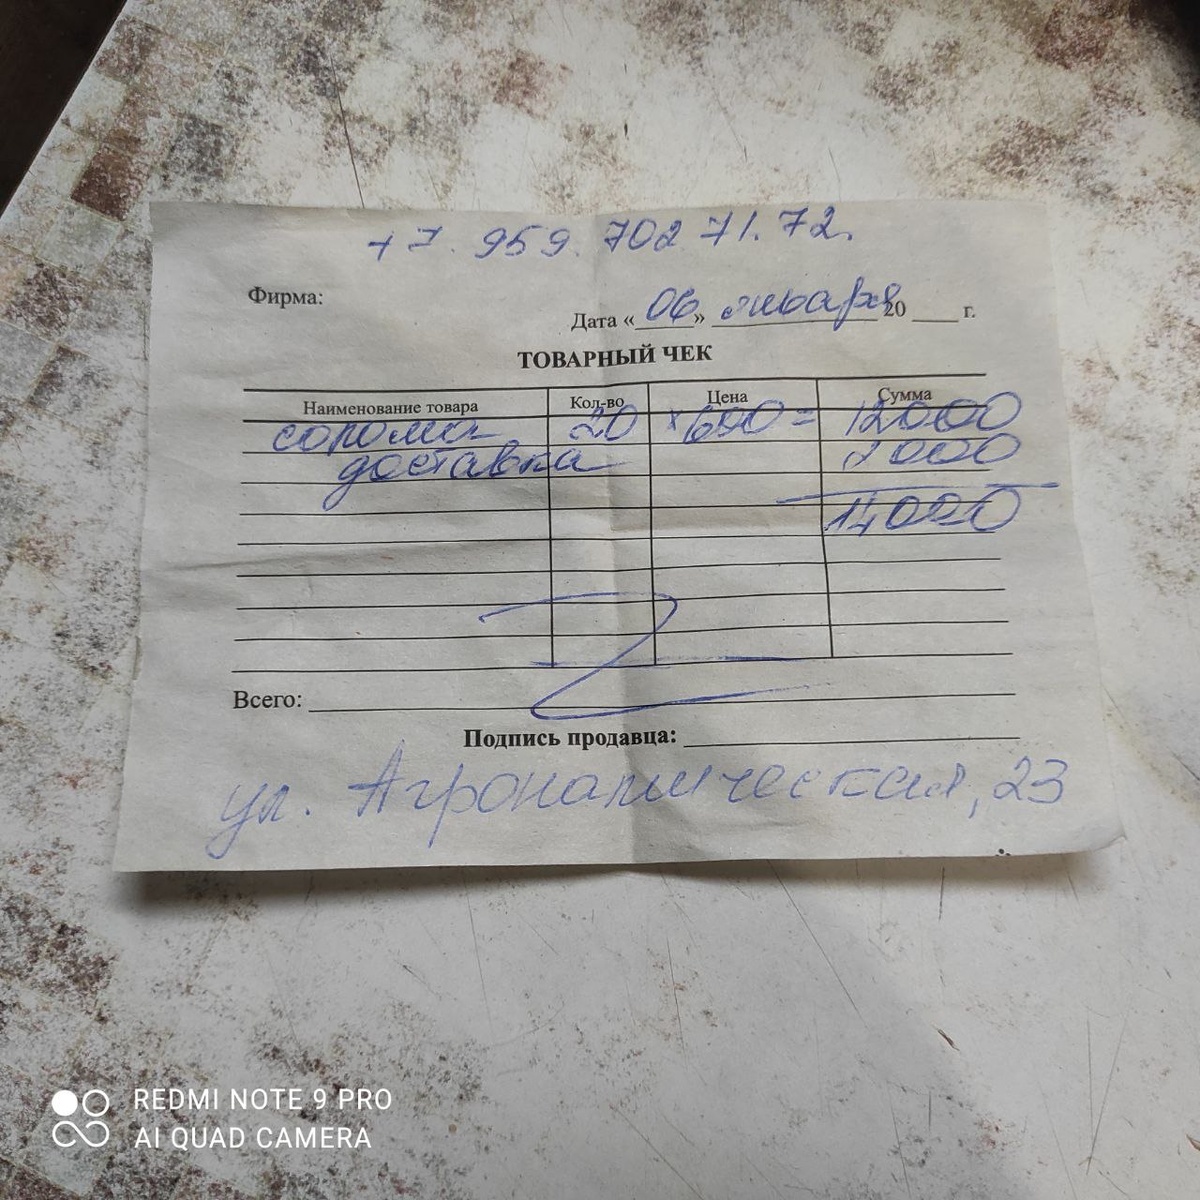 +7. 959. 702 71. 72.
Фирма:
Дата «06» января 20 ___ г.
ТОВАРНЫЙ ЧЕК
Наименование товара Кол-во Цена Сумма
солома 20 × 600 = 12000
доставка 2000
14000
Всего:
Подпись продавца:
ул. Агрономическая, 23
REDMI NOTE 9 PRO
AI QUAD CAMERA